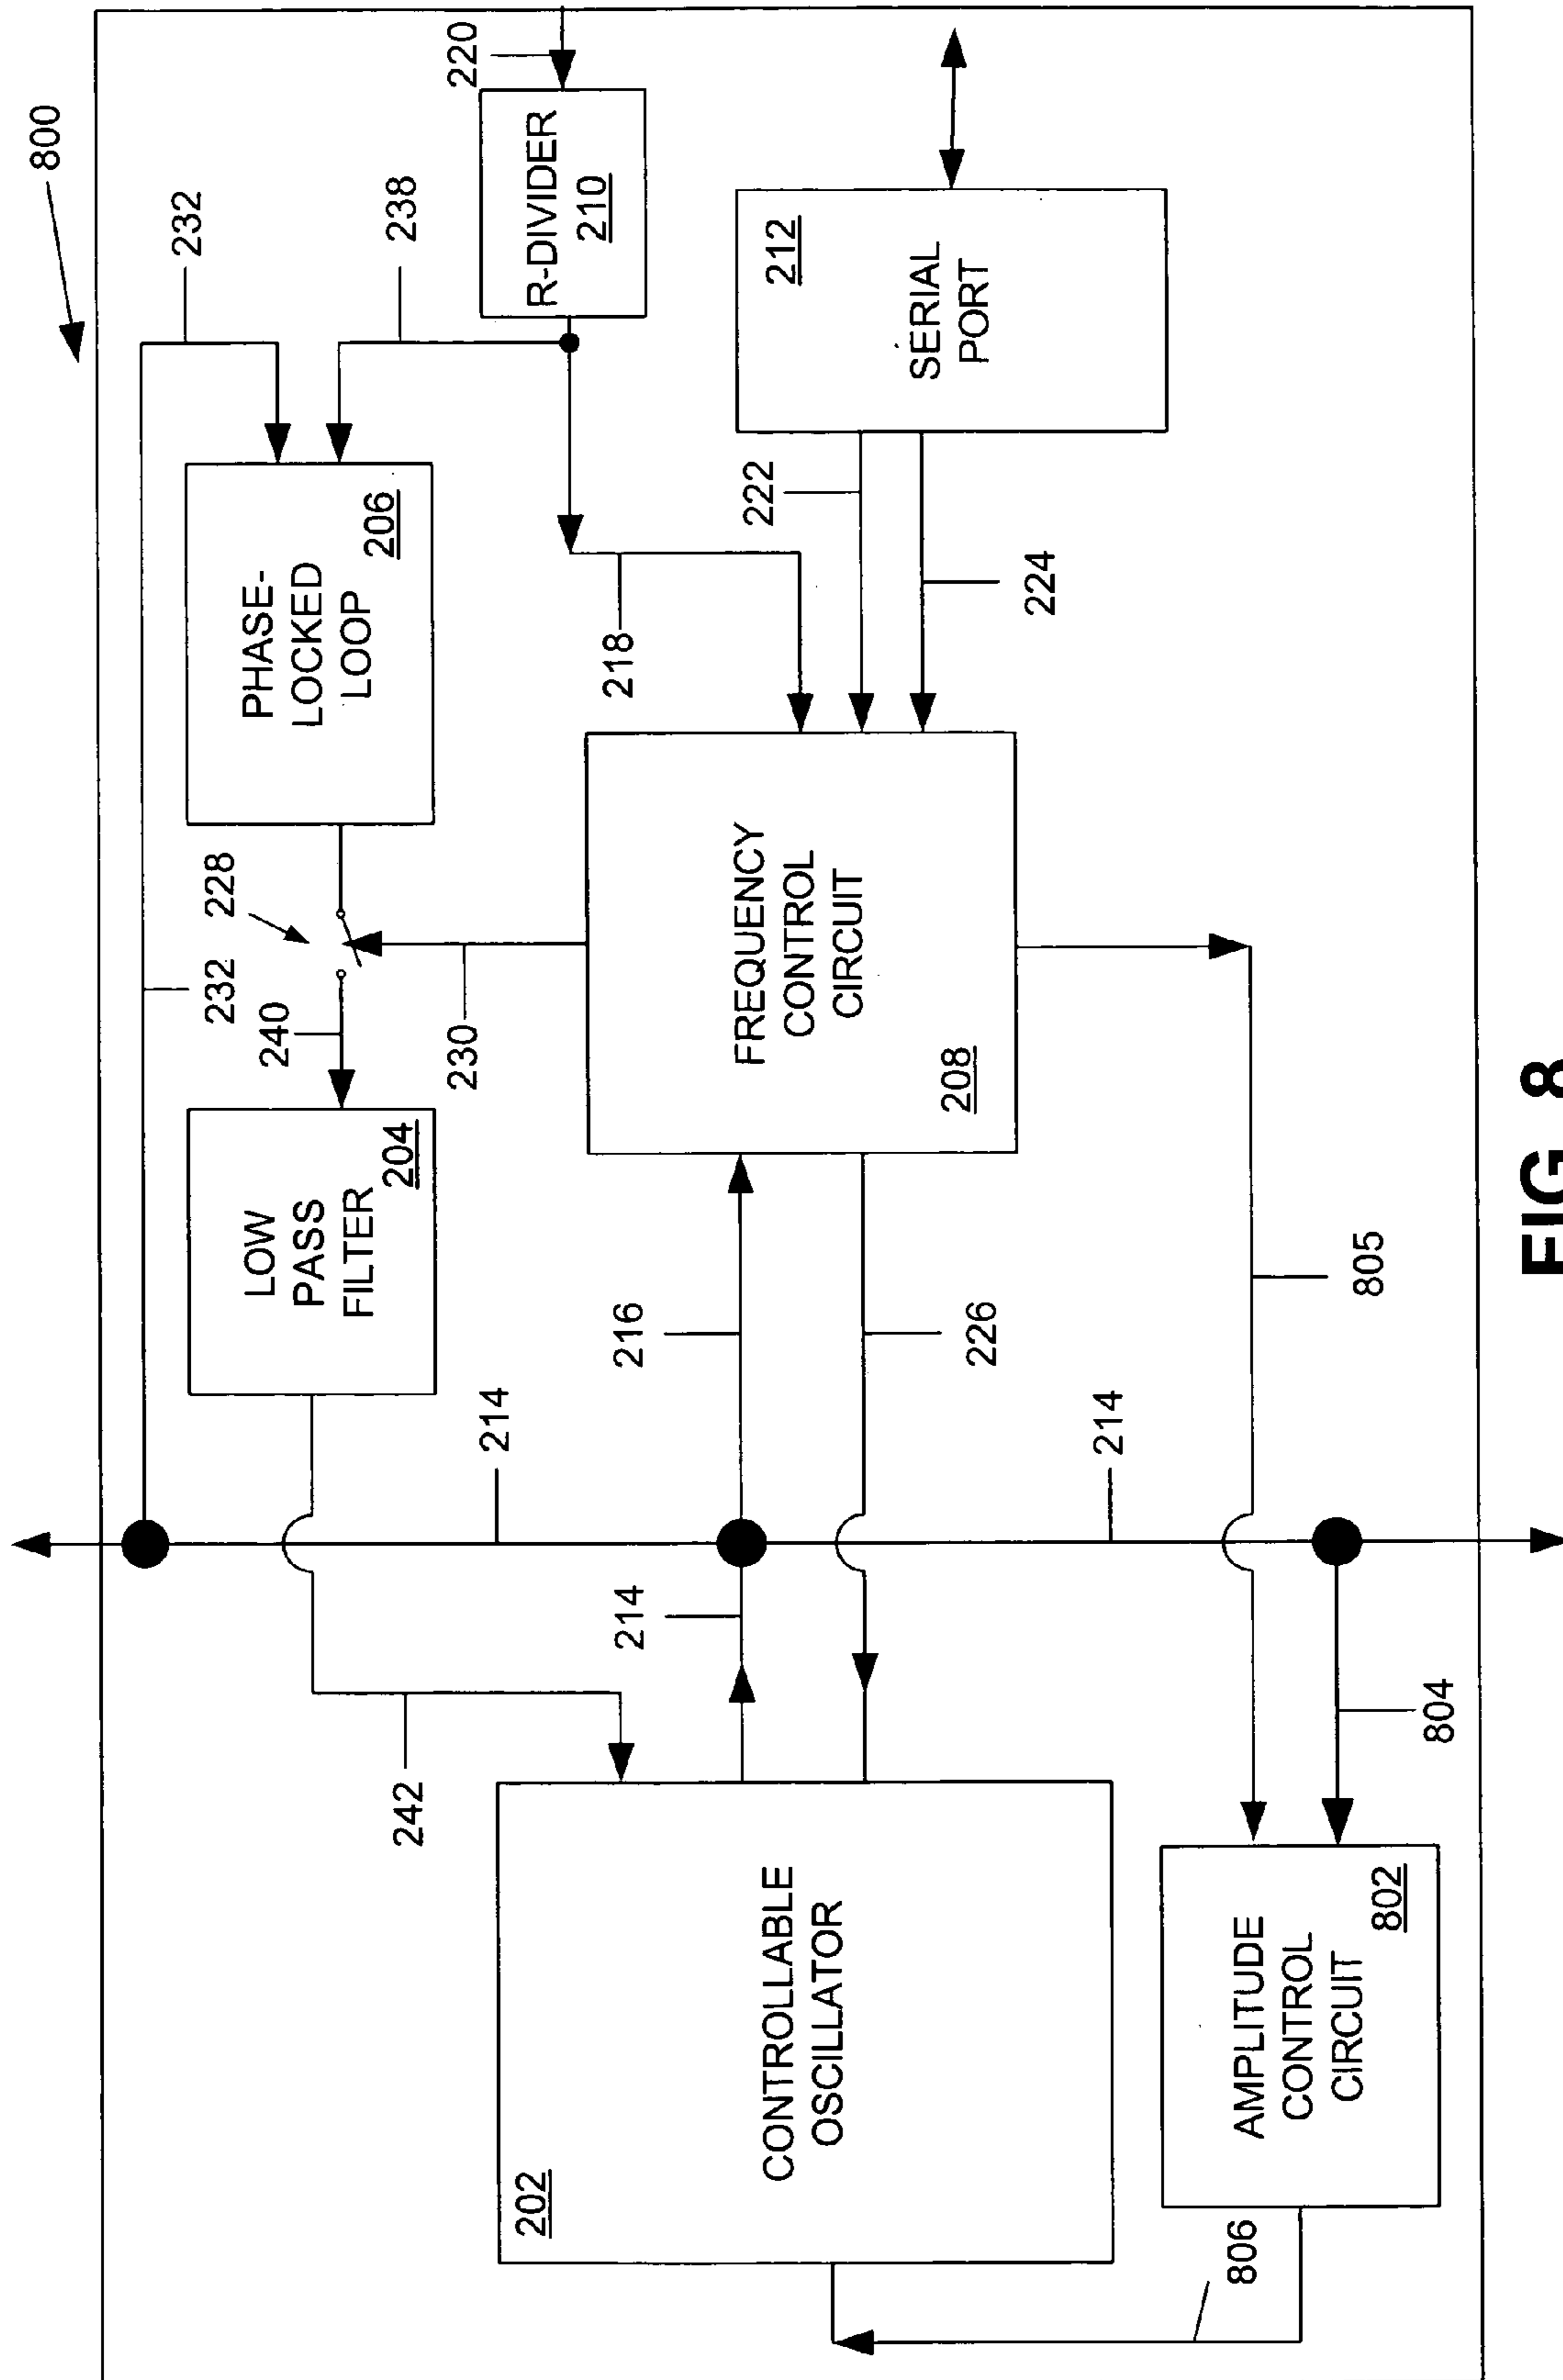 800
232
238
220
R-DIVIDER
210
PHASE-
LOCKED
LOOP
206
212
SERIAL
PORT
222
224
218
228
232
240
230
LOW
PASS
FILTER
204
FREQUENCY
CONTROL
CIRCUIT
208
216
226
214
214
214
805
242
804
CONTROLLABLE
OSCILLATOR
202
AMPLITUDE
CONTROL
CIRCUIT
802
806
FIG. 8